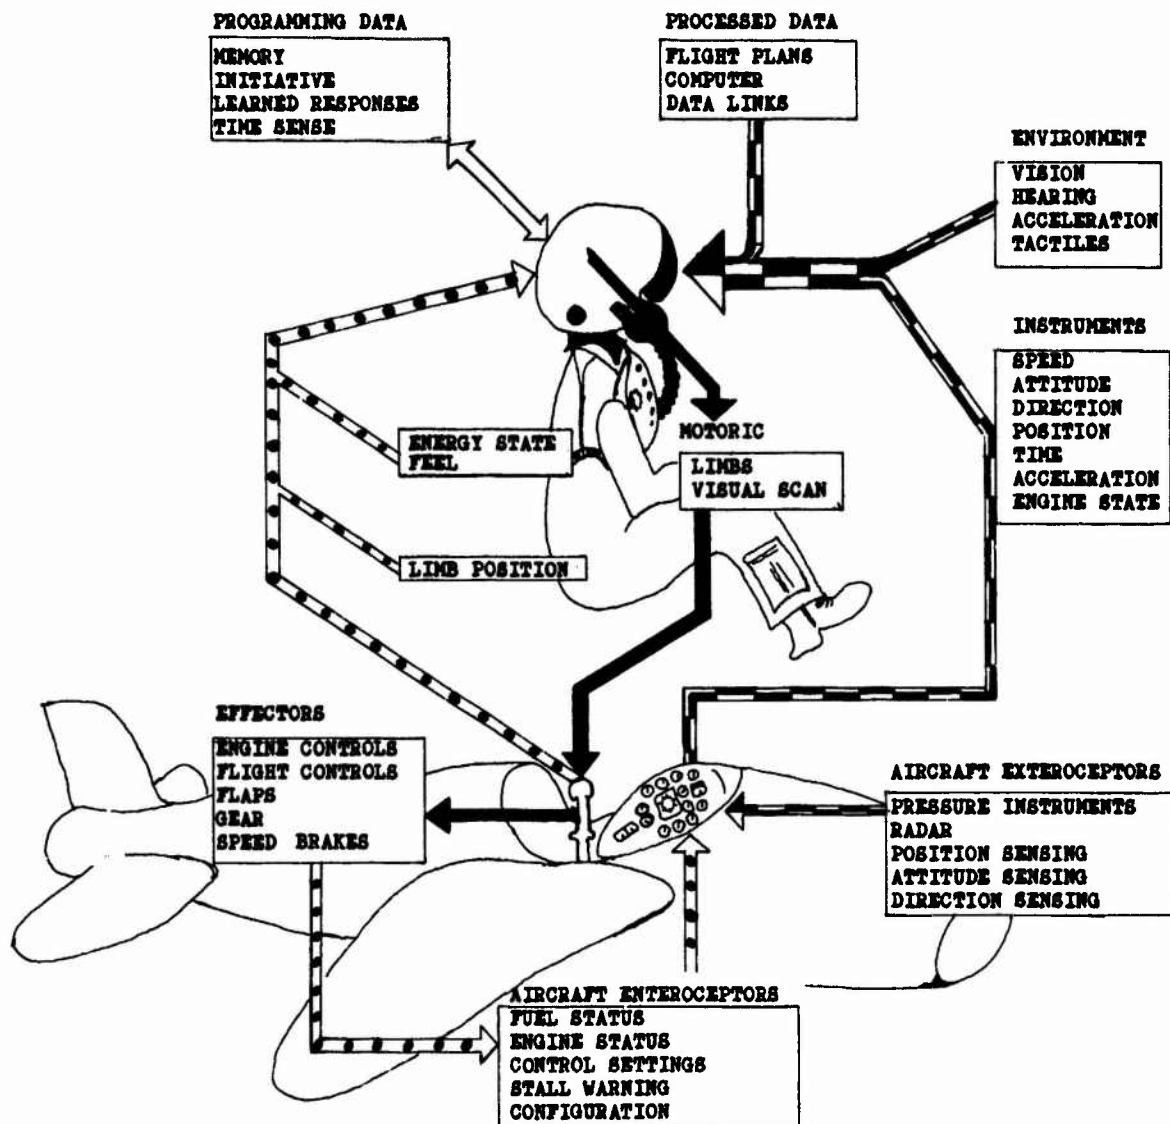 PROGRAMMING DATA
MEMORY
INITIATIVE
LEARNED RESPONSES
TIME SENSE
PROCESSED DATA
FLIGHT PLANS
COMPUTER
DATA LINKS
ENVIRONMENT
VISION
HEARING
ACCELERATION
TACTILES
INSTRUMENTS
SPEED
ATTITUDE
DIRECTION
POSITION
TIME
ACCELERATION
ENGINE STATE
ENERGY STATE
FEEL
MOTORIC
LIMBS
VISUAL SCAN
LIMB POSITION
EFFECTORS
ENGINE CONTROLS
FLIGHT CONTROLS
FLAPS
GEAR
SPEED BRAKES
AIRCRAFT EXTEROCEPTORS
PRESSURE INSTRUMENTS
RADAR
POSITION SENSING
ATTITUDE SENSING
DIRECTION SENSING
AIRCRAFT ENTEROCEPTORS
FUEL STATUS
ENGINE STATUS
CONTROL SETTINGS
STALL WARNING
CONFIGURATION